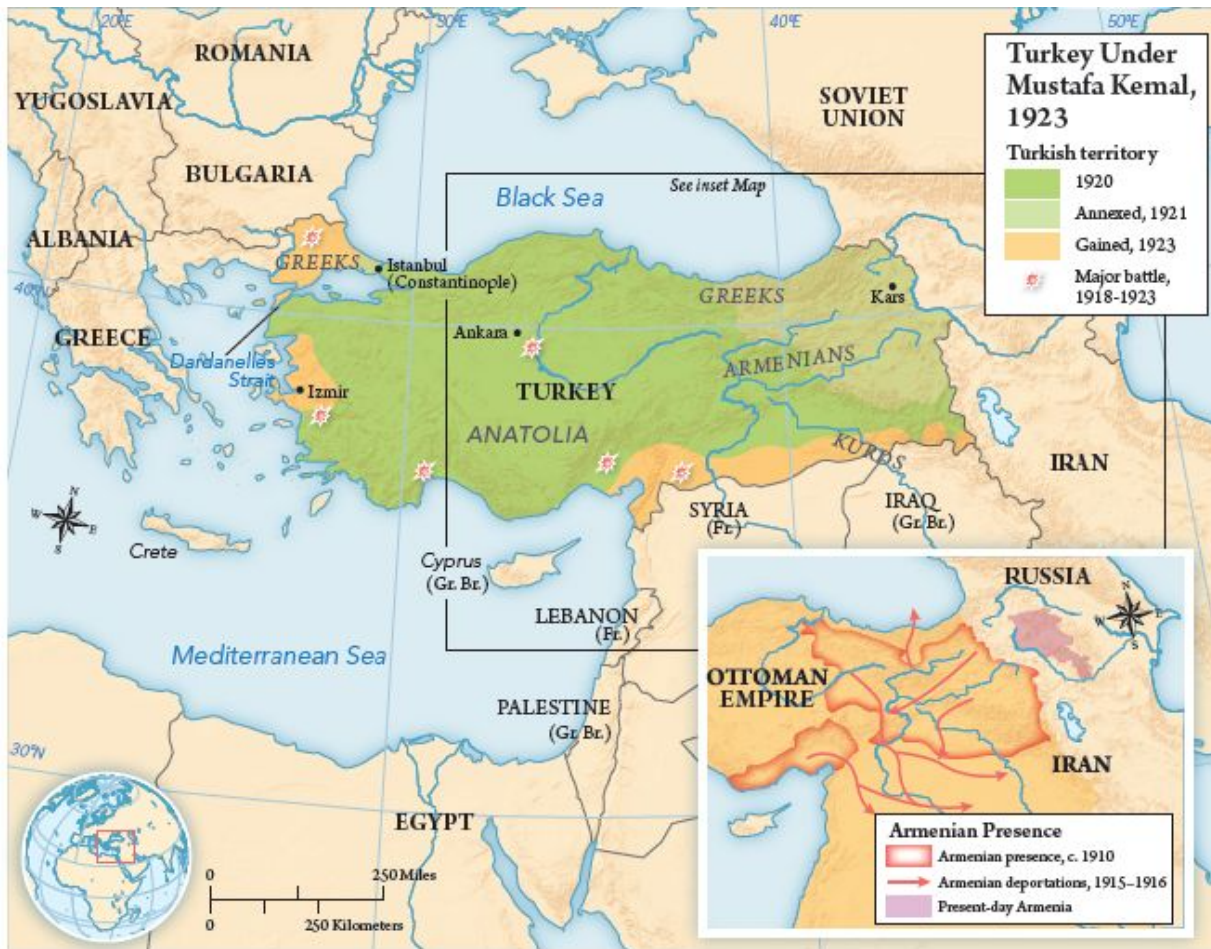 20°E
30°E
40°E
50°E
ROMANIA
YUGOSLAVIA
SOVIET
UNION
BULGARIA
Black Sea
See inset Map
ALBANIA
GREEKS
Istanbul
(Constantinople)
40°N
GREEKS
Kars
GREECE
Ankara
Dardanelles
Strait
ARMENIANS
Izmir
TURKEY
ANATOLIA
KURDS
IRAN
SYRIA
(Fr.)
IRAQ
(Gr. Br.)
N
W
E
S
Crete
Cyprus
(Gr. Br.)
LEBANON
(Fr.)
Mediterranean Sea
PALESTINE
(Gr. Br.)
30°N
EGYPT
0
250 Miles
0
250 Kilometers
Turkey Under
Mustafa Kemal,
1923
Turkish territory
1920
Annexed, 1921
Gained, 1923
Major battle,
1918-1923
RUSSIA
N
W
E
S
OTTOMAN
EMPIRE
IRAN
Armenian Presence
Armenian presence, c. 1910
Armenian deportations, 1915–1916
Present-day Armenia